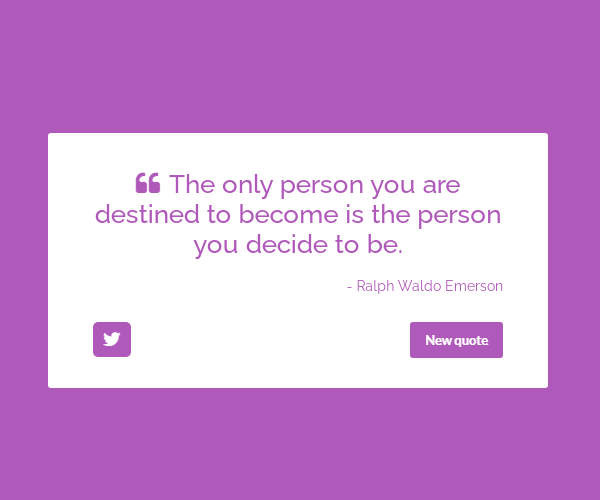 “ The only person you are
destined to become is the person
you decide to be.
- Ralph Waldo Emerson
New quote